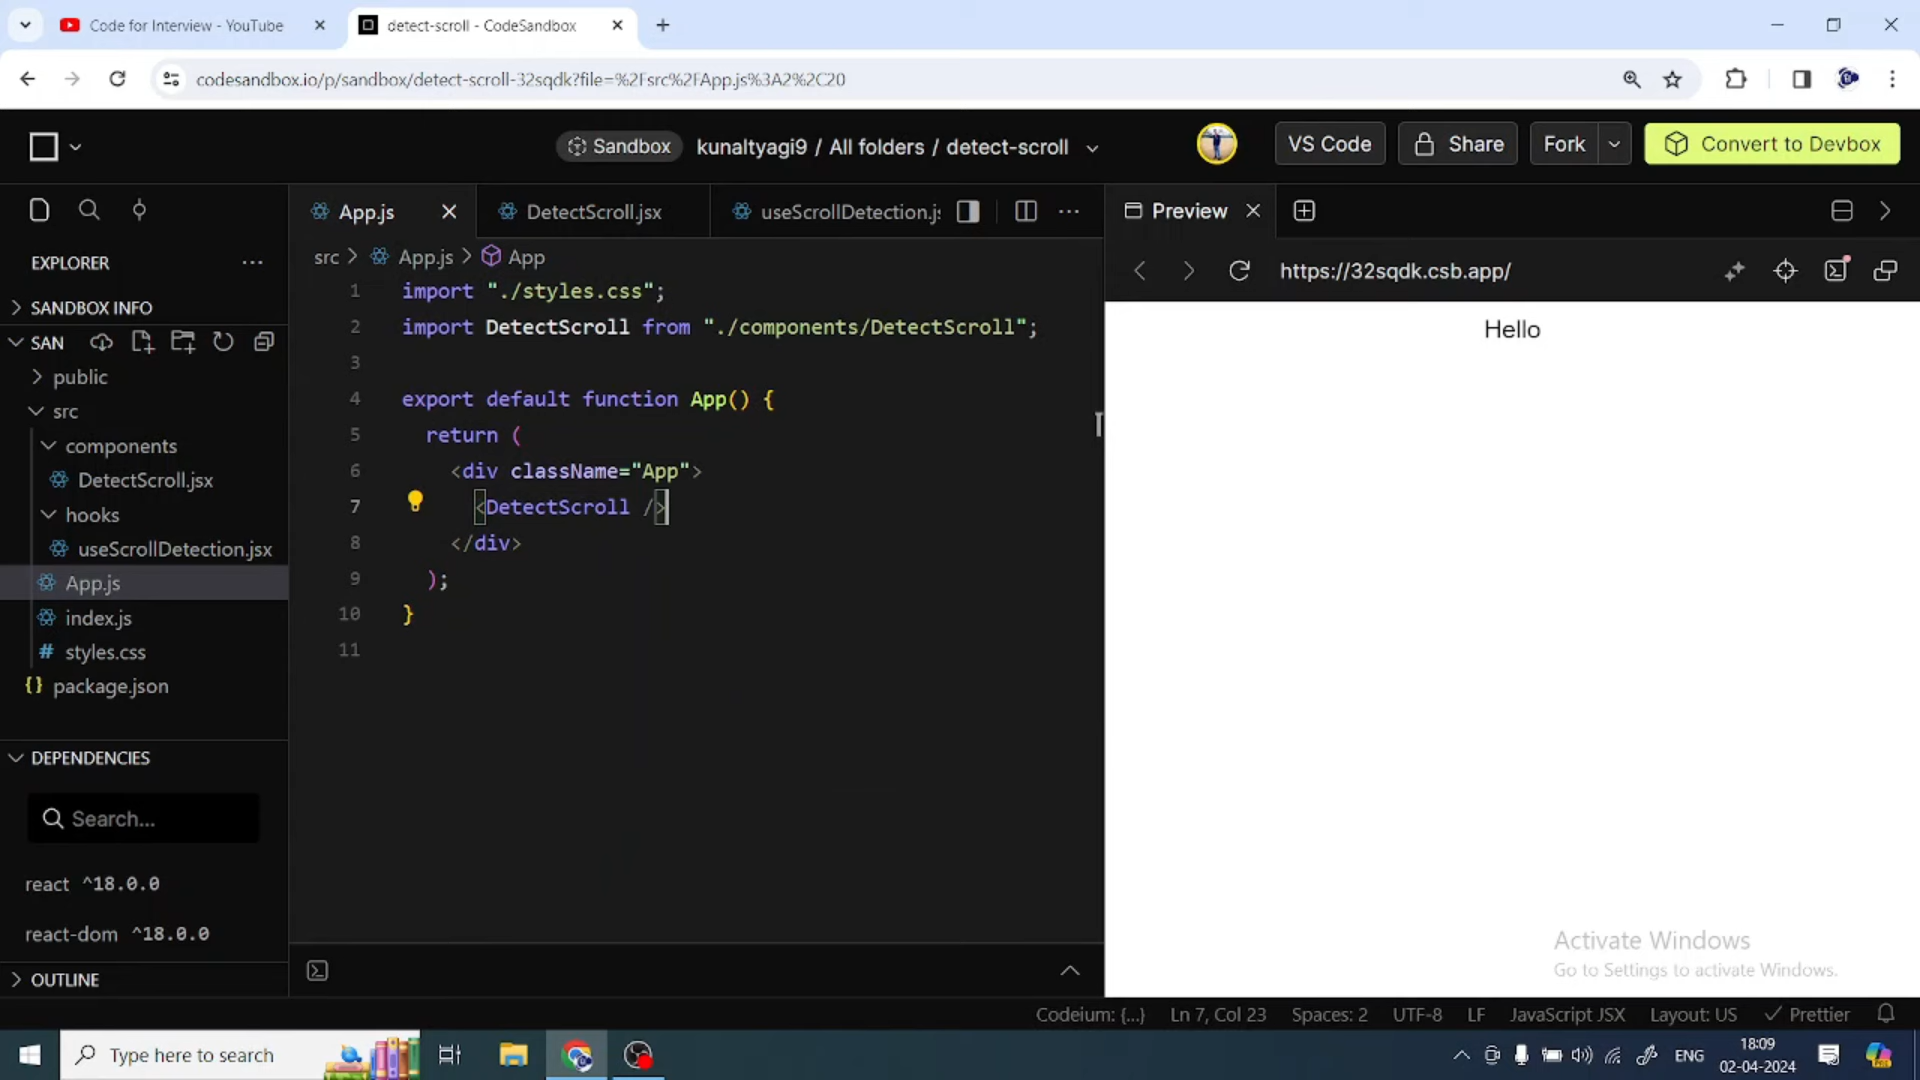 Code for Interview - YouTube
detect-scroll - CodeSandbox
codesandbox.io/p/sandbox/detect-scroll-32sqdk?file=%2Fsrc%2FApp.js%3A2%2C20
Sandbox
kunaltyagi9 / All folders / detect-scroll
VS Code
Share
Fork
Convert to Devbox
App.js
DetectScroll.jsx
useScrollDetection.js
Preview
EXPLORER
src > App.js > App
https://32sqdk.csb.app/
SANDBOX INFO
SAN
public
src
components
DetectScroll.jsx
hooks
useScrollDetection.jsx
App.js
index.js
styles.css
{} package.json
DEPENDENCIES
Search...
react ^18.0.0
react-dom ^18.0.0
OUTLINE
1 import "./styles.css";
2 import DetectScroll from "./components/DetectScroll";
3
4 export default function App() {
5 return (
6 <div className="App">
7 <DetectScroll />
8 </div>
9 );
10 }
11
Hello
Activate Windows
Go to Settings to activate Windows.
Codeium: {...}
Ln 7, Col 23
Spaces: 2
UTF-8
LF
JavaScript JSX
Layout: US
Prettier
Type here to search
ENG
18:09
02-04-2024